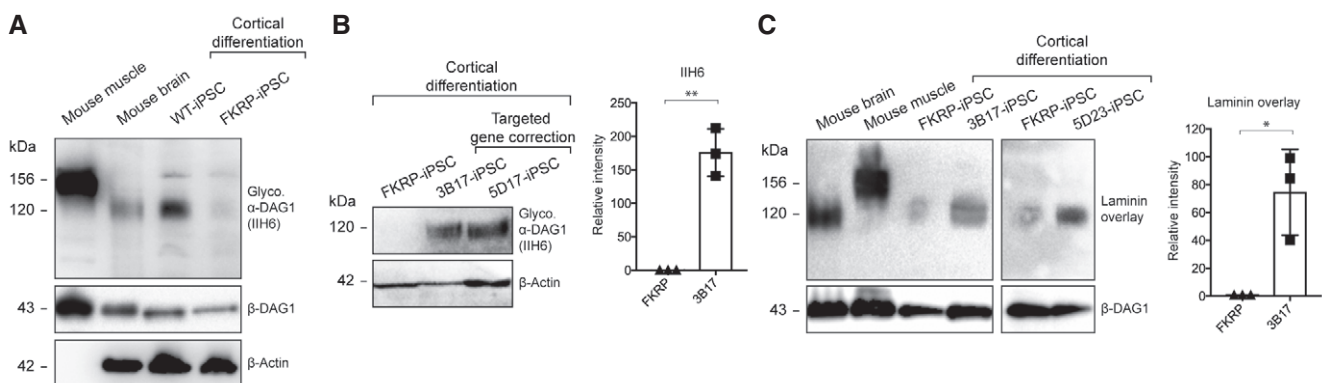 A
Cortical
differentiation
Mouse muscle
Mouse brain
WT-iPSC
FKRP-iPSC
kDa
156
120
Glyco.
α-DAG1
(IIH6)
43
β-DAG1
42
β-Actin
B
Cortical
differentiation
Targeted
gene correction
FKRP-iPSC
3B17-iPSC
5D17-iPSC
kDa
120
Glyco.
α-DAG1
(IIH6)
42
β-Actin
IIH6
**
Relative intensity
250
200
150
100
50
0
FKRP
3B17
C
Cortical
differentiation
Mouse brain
Mouse muscle
FKRP-iPSC
3B17-iPSC
FKRP-iPSC
5D23-iPSC
kDa
156
120
Laminin
overlay
43
β-DAG1
Laminin overlay
*
Relative intensity
120
100
80
60
40
20
0
FKRP
3B17